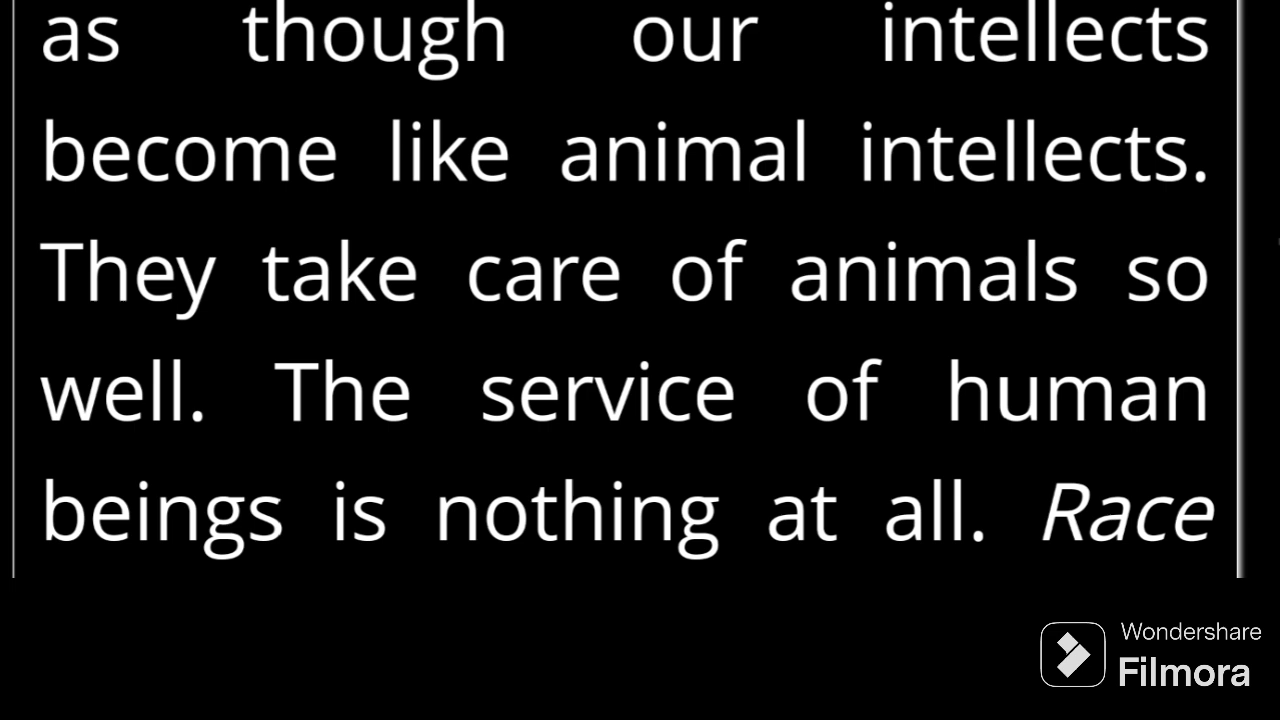 as though our intellects
become like animal intellects.
They take care of animals so
well. The service of human
beings is nothing at all. Race
Wondershare
Filmora